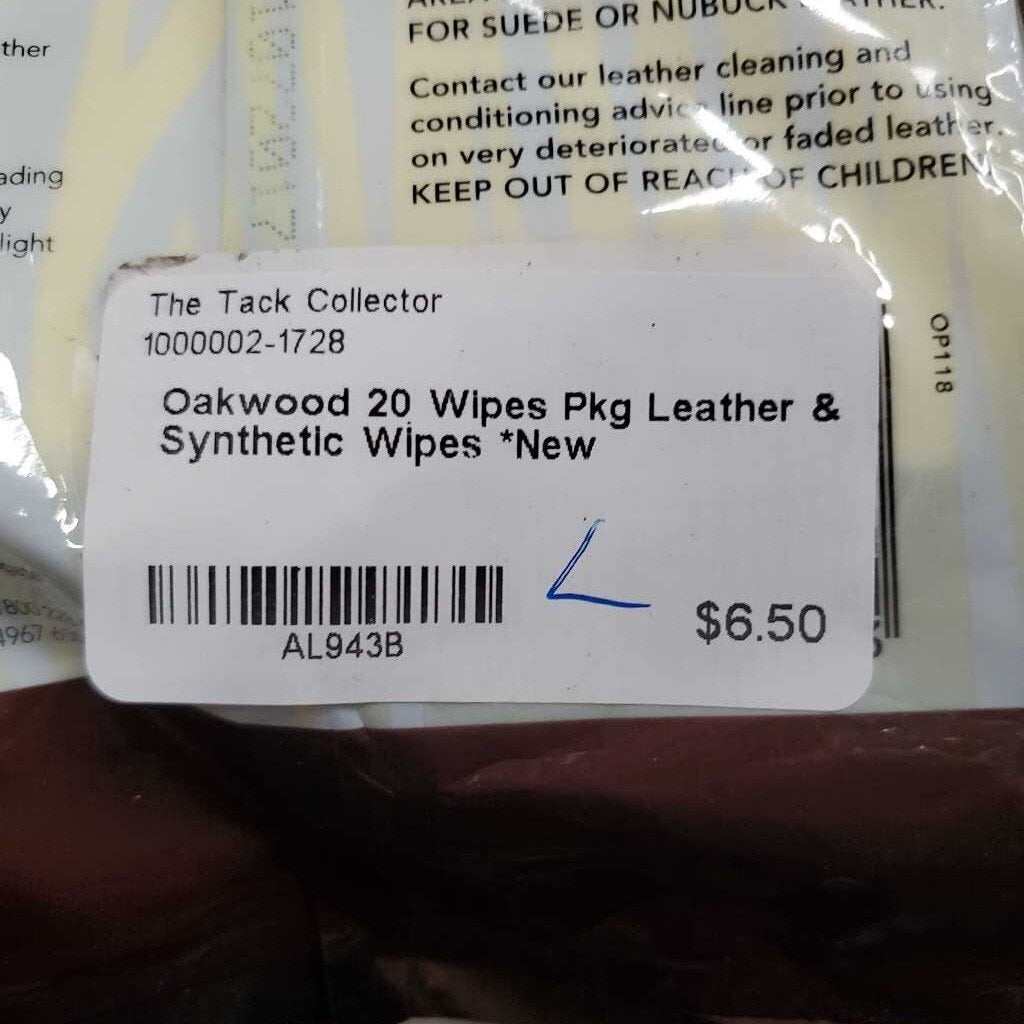 ther
ading
y
light
FOR SUEDE OR NUBUCK
Contact our leather cleaning and
conditioning advice line prior to using
on very deteriorated or faded leather.
KEEP OUT OF REACH OF CHILDREN
OP118
The Tack Collector
1000002-1728
Oakwood 20 Wipes Pkg Leather &
Synthetic Wipes *New
AL943B
$6.50